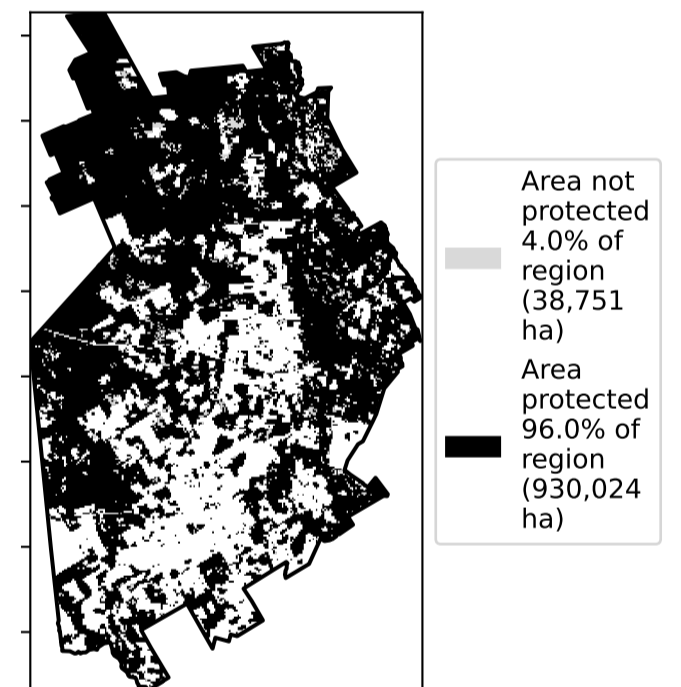 Area not
protected
4.0% of
region
(38,751
ha)
Area
protected
96.0% of
region
(930,024
ha)